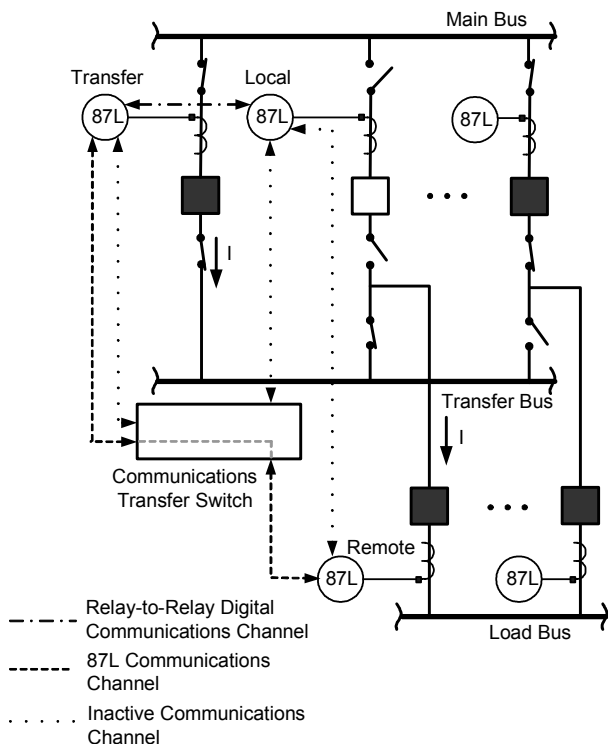 Main Bus
Transfer
Local
87L
87L
87L
I
Transfer Bus
I
Communications
Transfer Switch
Remote
87L
87L
Load Bus
Relay-to-Relay Digital
Communications Channel
87L Communications
Channel
Inactive Communications
Channel